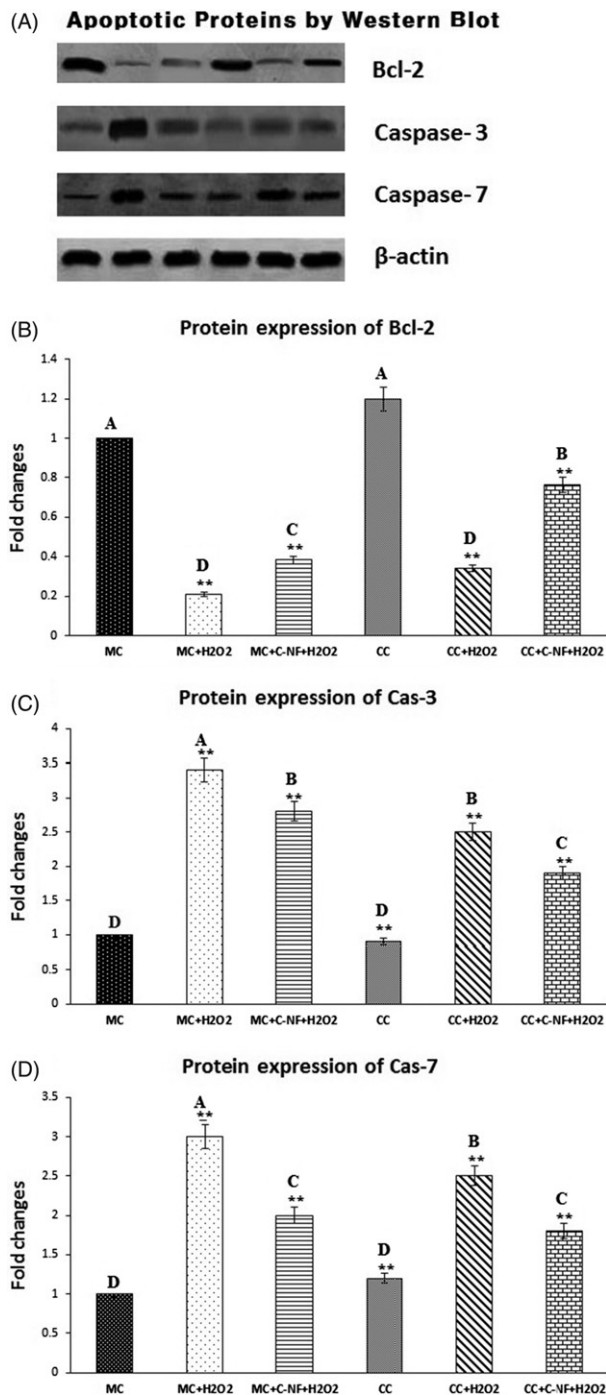 (A) Apoptotic Proteins by Western Blot
Bcl-2
Caspase- 3
Caspase- 7
β-actin
(B) Protein expression of Bcl-2
Fold changes
1.4
1.2
1
0.8
0.6
0.4
0.2
0
A
D
**
C
**
A
D
**
B
**
MC MC+H2O2 MC+C-NF+H2O2 CC CC+H2O2 CC+C-NF+H2O2
(C) Protein expression of Cas-3
Fold changes
4
3.5
3
2.5
2
1.5
1
0.5
0
D
A
**
B
**
D
**
B
**
C
**
MC MC+H2O2 MC+C-NF+H2O2 CC CC+H2O2 CC+C-NF+H2O2
(D) Protein expression of Cas-7
Fold changes
3.5
3
2.5
2
1.5
1
0.5
0
D
A
**
C
**
D
**
B
**
C
**
MC MC+H2O2 MC+C-NF+H2O2 CC CC+H2O2 CC+C-NF+H2O2